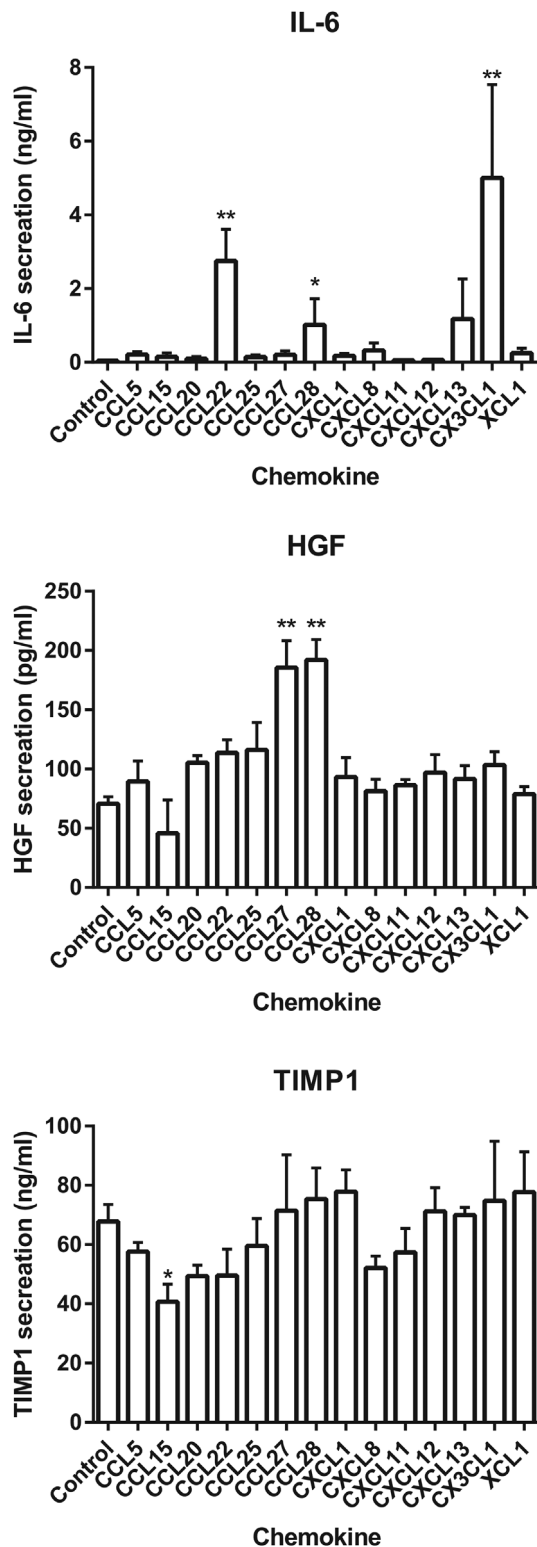 IL-6
IL-6 secreation (ng/ml)
8
6
4
2
0
**
*
**
Control
CCL5
CCL15
CCL20
CCL22
CCL25
CCL27
CCL28
CXCL1
CXCL8
CXCL11
CXCL12
CXCL13
CX3CL1
XCL1
Chemokine
HGF
HGF secreation (pg/ml)
250
200
150
100
50
0
**
**
Control
CCL5
CCL15
CCL20
CCL22
CCL25
CCL27
CCL28
CXCL1
CXCL8
CXCL11
CXCL12
CXCL13
CX3CL1
XCL1
Chemokine
TIMP1
TIMP1 secreation (ng/ml)
100
80
60
40
20
0
*
Control
CCL5
CCL15
CCL20
CCL22
CCL25
CCL27
CCL28
CXCL1
CXCL8
CXCL11
CXCL12
CXCL13
CX3CL1
XCL1
Chemokine